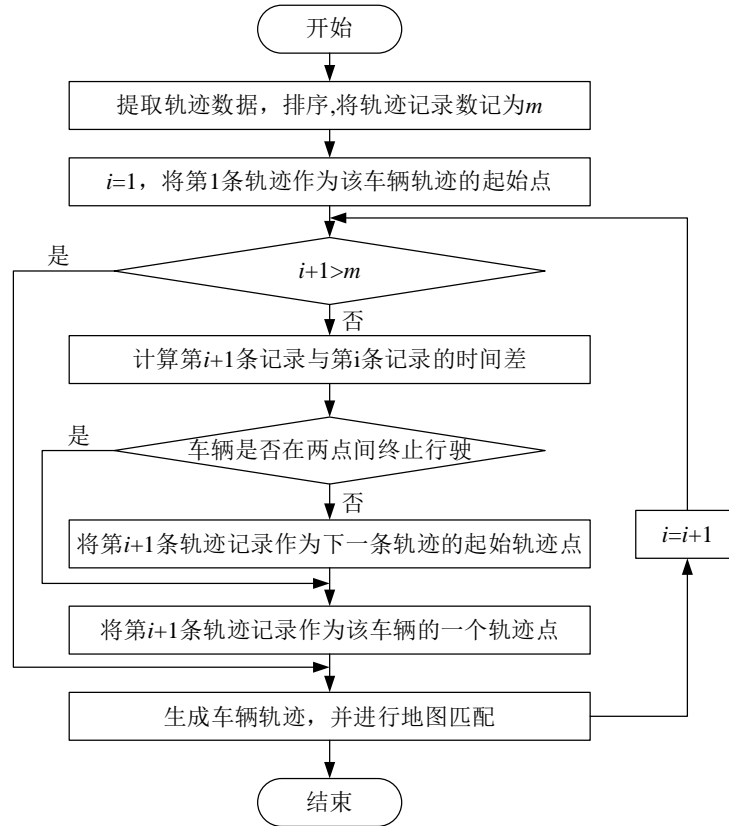 开始
提取轨迹数据，排序,将轨迹记录数记为m
i=1，将第1条轨迹作为该车辆轨迹的起始点
是
i+1>m
否
计算第i+1条记录与第i条记录的时间差
是
车辆是否在两点间终止行驶
否
将第i+1条轨迹记录作为下一条轨迹的起始轨迹点
i=i+1
将第i+1条轨迹记录作为该车辆的一个轨迹点
生成车辆轨迹，并进行地图匹配
结束